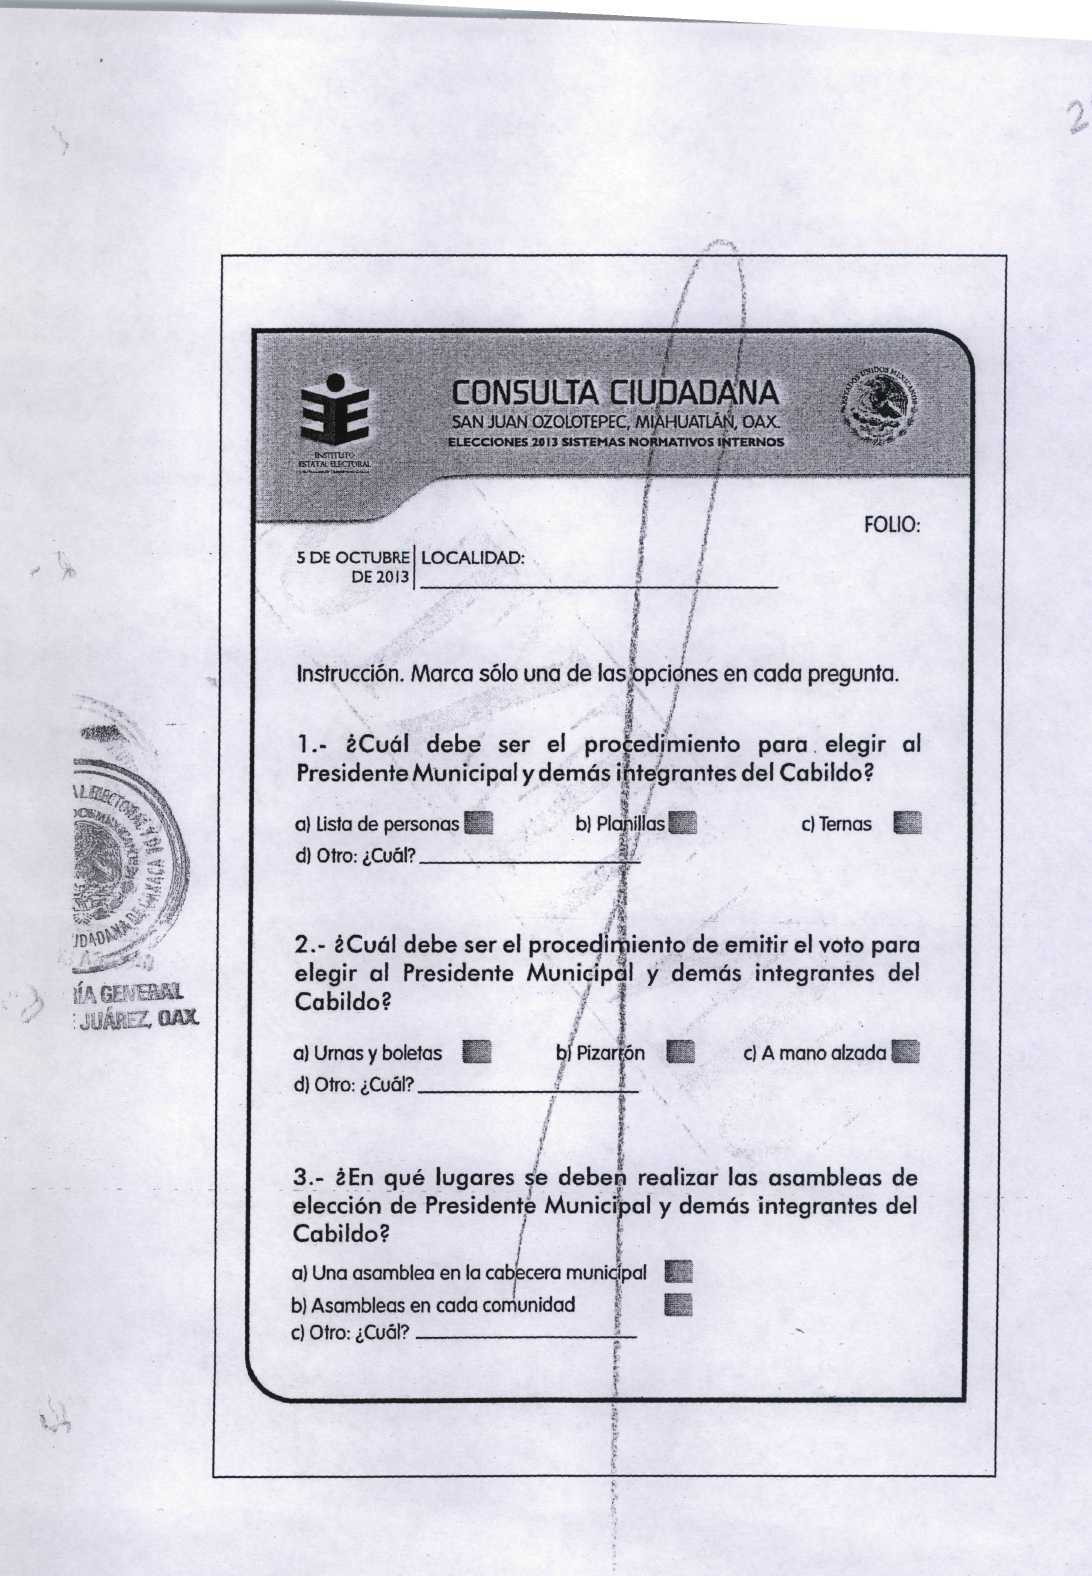 2
CONSULTA CIUDADANA
SAN JUAN OZOLOTEPEC, MIAHUATLÁN, OAX.
ELECCIONES 2013 SISTEMAS NORMATIVOS INTERNOS
INSTITUTO
ESTATAL ELECTORAL
ESTADOS UNIDOS MEXICANOS
FOLIO:
5 DE OCTUBRE
DE 2013
LOCALIDAD:
Instrucción. Marca sólo una de las opciones en cada pregunta.
1.- ¿Cuál debe ser el procedimiento para elegir al
Presidente Municipal y demás integrantes del Cabildo?
a) Lista de personas b) Planillas c) Ternas
d) Otro: ¿Cuál?
2.- ¿Cuál debe ser el procedimiento de emitir el voto para
elegir al Presidente Municipal y demás integrantes del
Cabildo?
a) Urnas y boletas b) Pizarrón c) A mano alzada
d) Otro: ¿Cuál?
3.- ¿En qué lugares se deben realizar las asambleas de
elección de Presidente Municipal y demás integrantes del
Cabildo?
a) Una asamblea en la cabecera municipal
b) Asambleas en cada comunidad
c) Otro: ¿Cuál?
ÍA GENERAL
JUÁREZ, OAX.